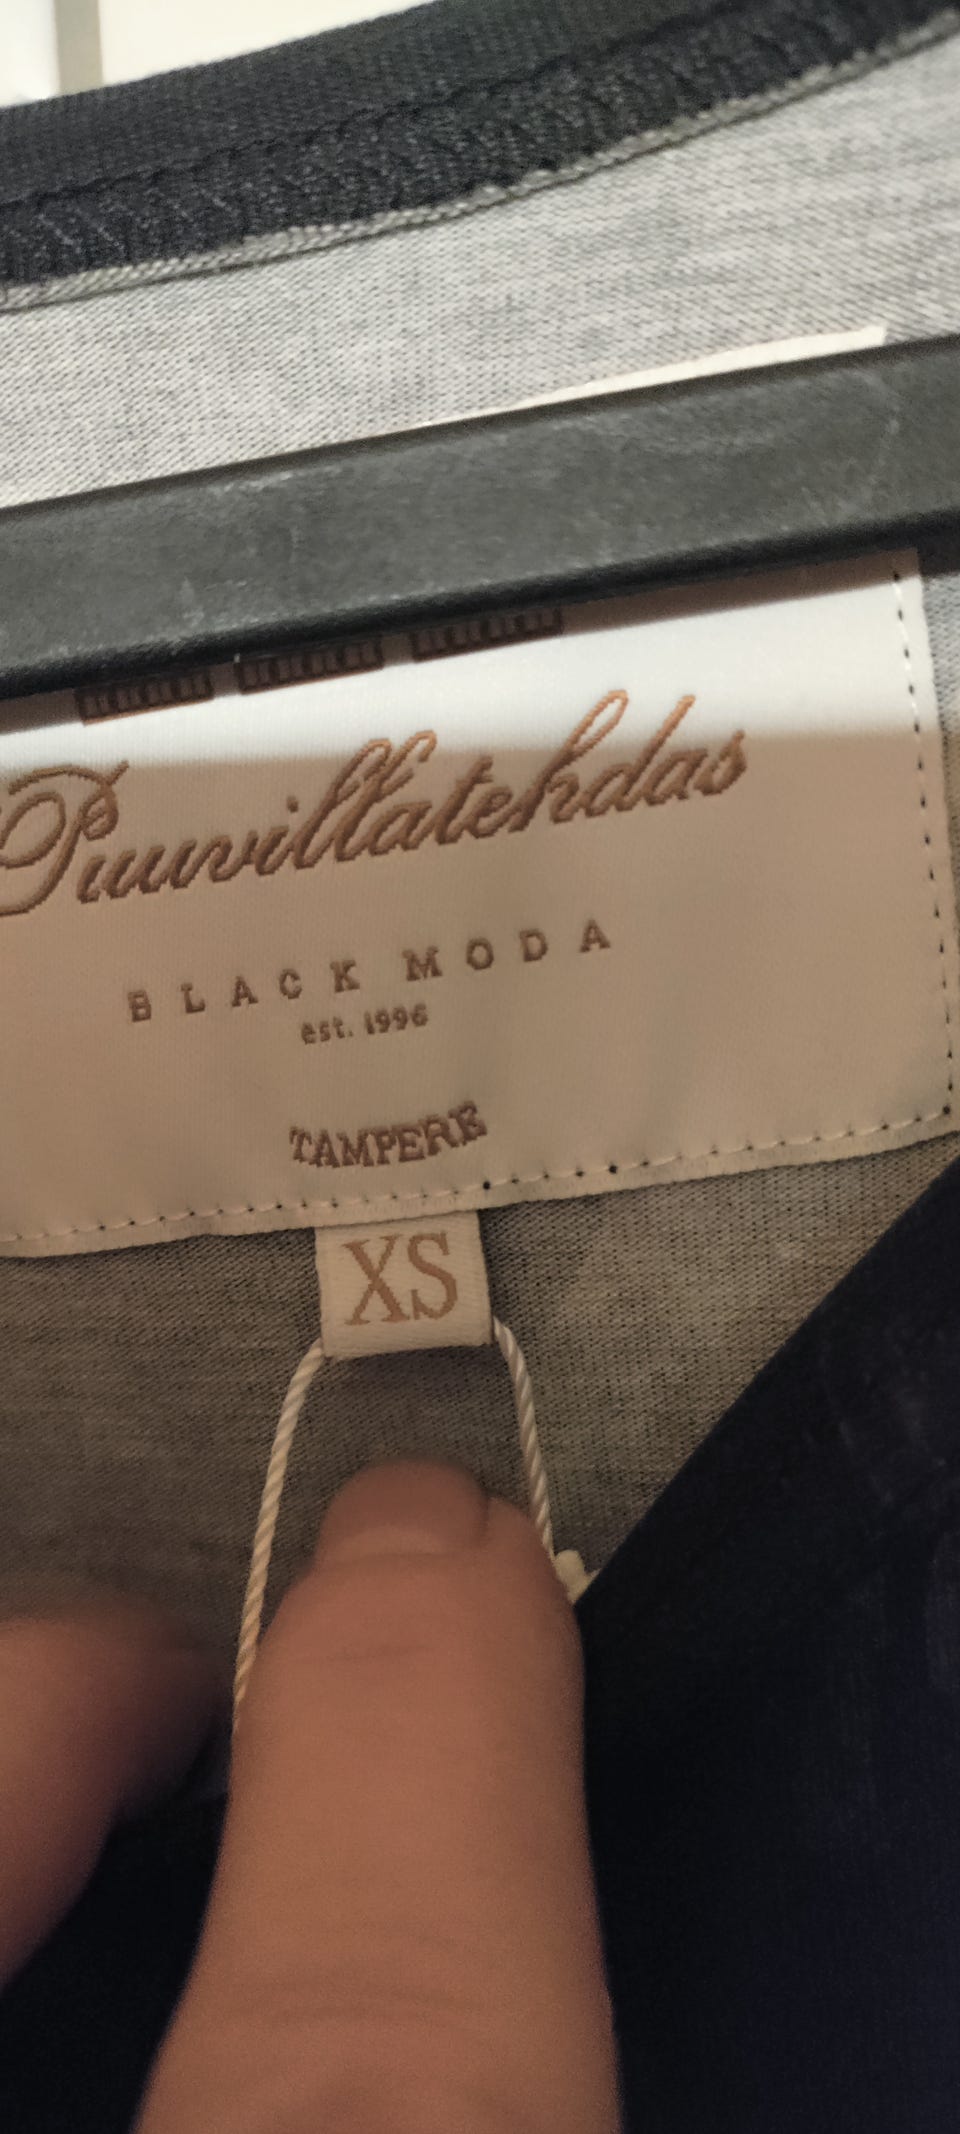 Puuvillatehdas
BLACK MODA
est. 1996
TAMPERE
XS